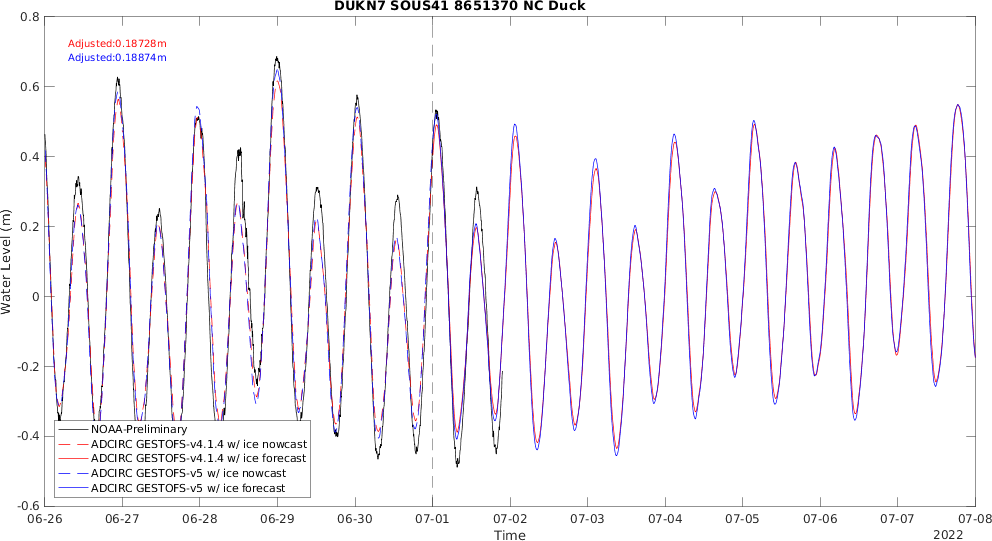 DUKN7 SOUS41 8651370 NC Duck
Adjusted:0.18728m
Adjusted:0.18874m
Water Level (m)
0.8
0.6
0.4
0.2
0
-0.2
-0.4
-0.6
NOAA-Preliminary
ADCIRC GESTOFS-v4.1.4 w/ ice nowcast
ADCIRC GESTOFS-v4.1.4 w/ ice forecast
ADCIRC GESTOFS-v5 w/ ice nowcast
ADCIRC GESTOFS-v5 w/ ice forecast
06-26 06-27 06-28 06-29 06-30 07-01 07-02 07-03 07-04 07-05 07-06 07-07 07-08
Time
2022